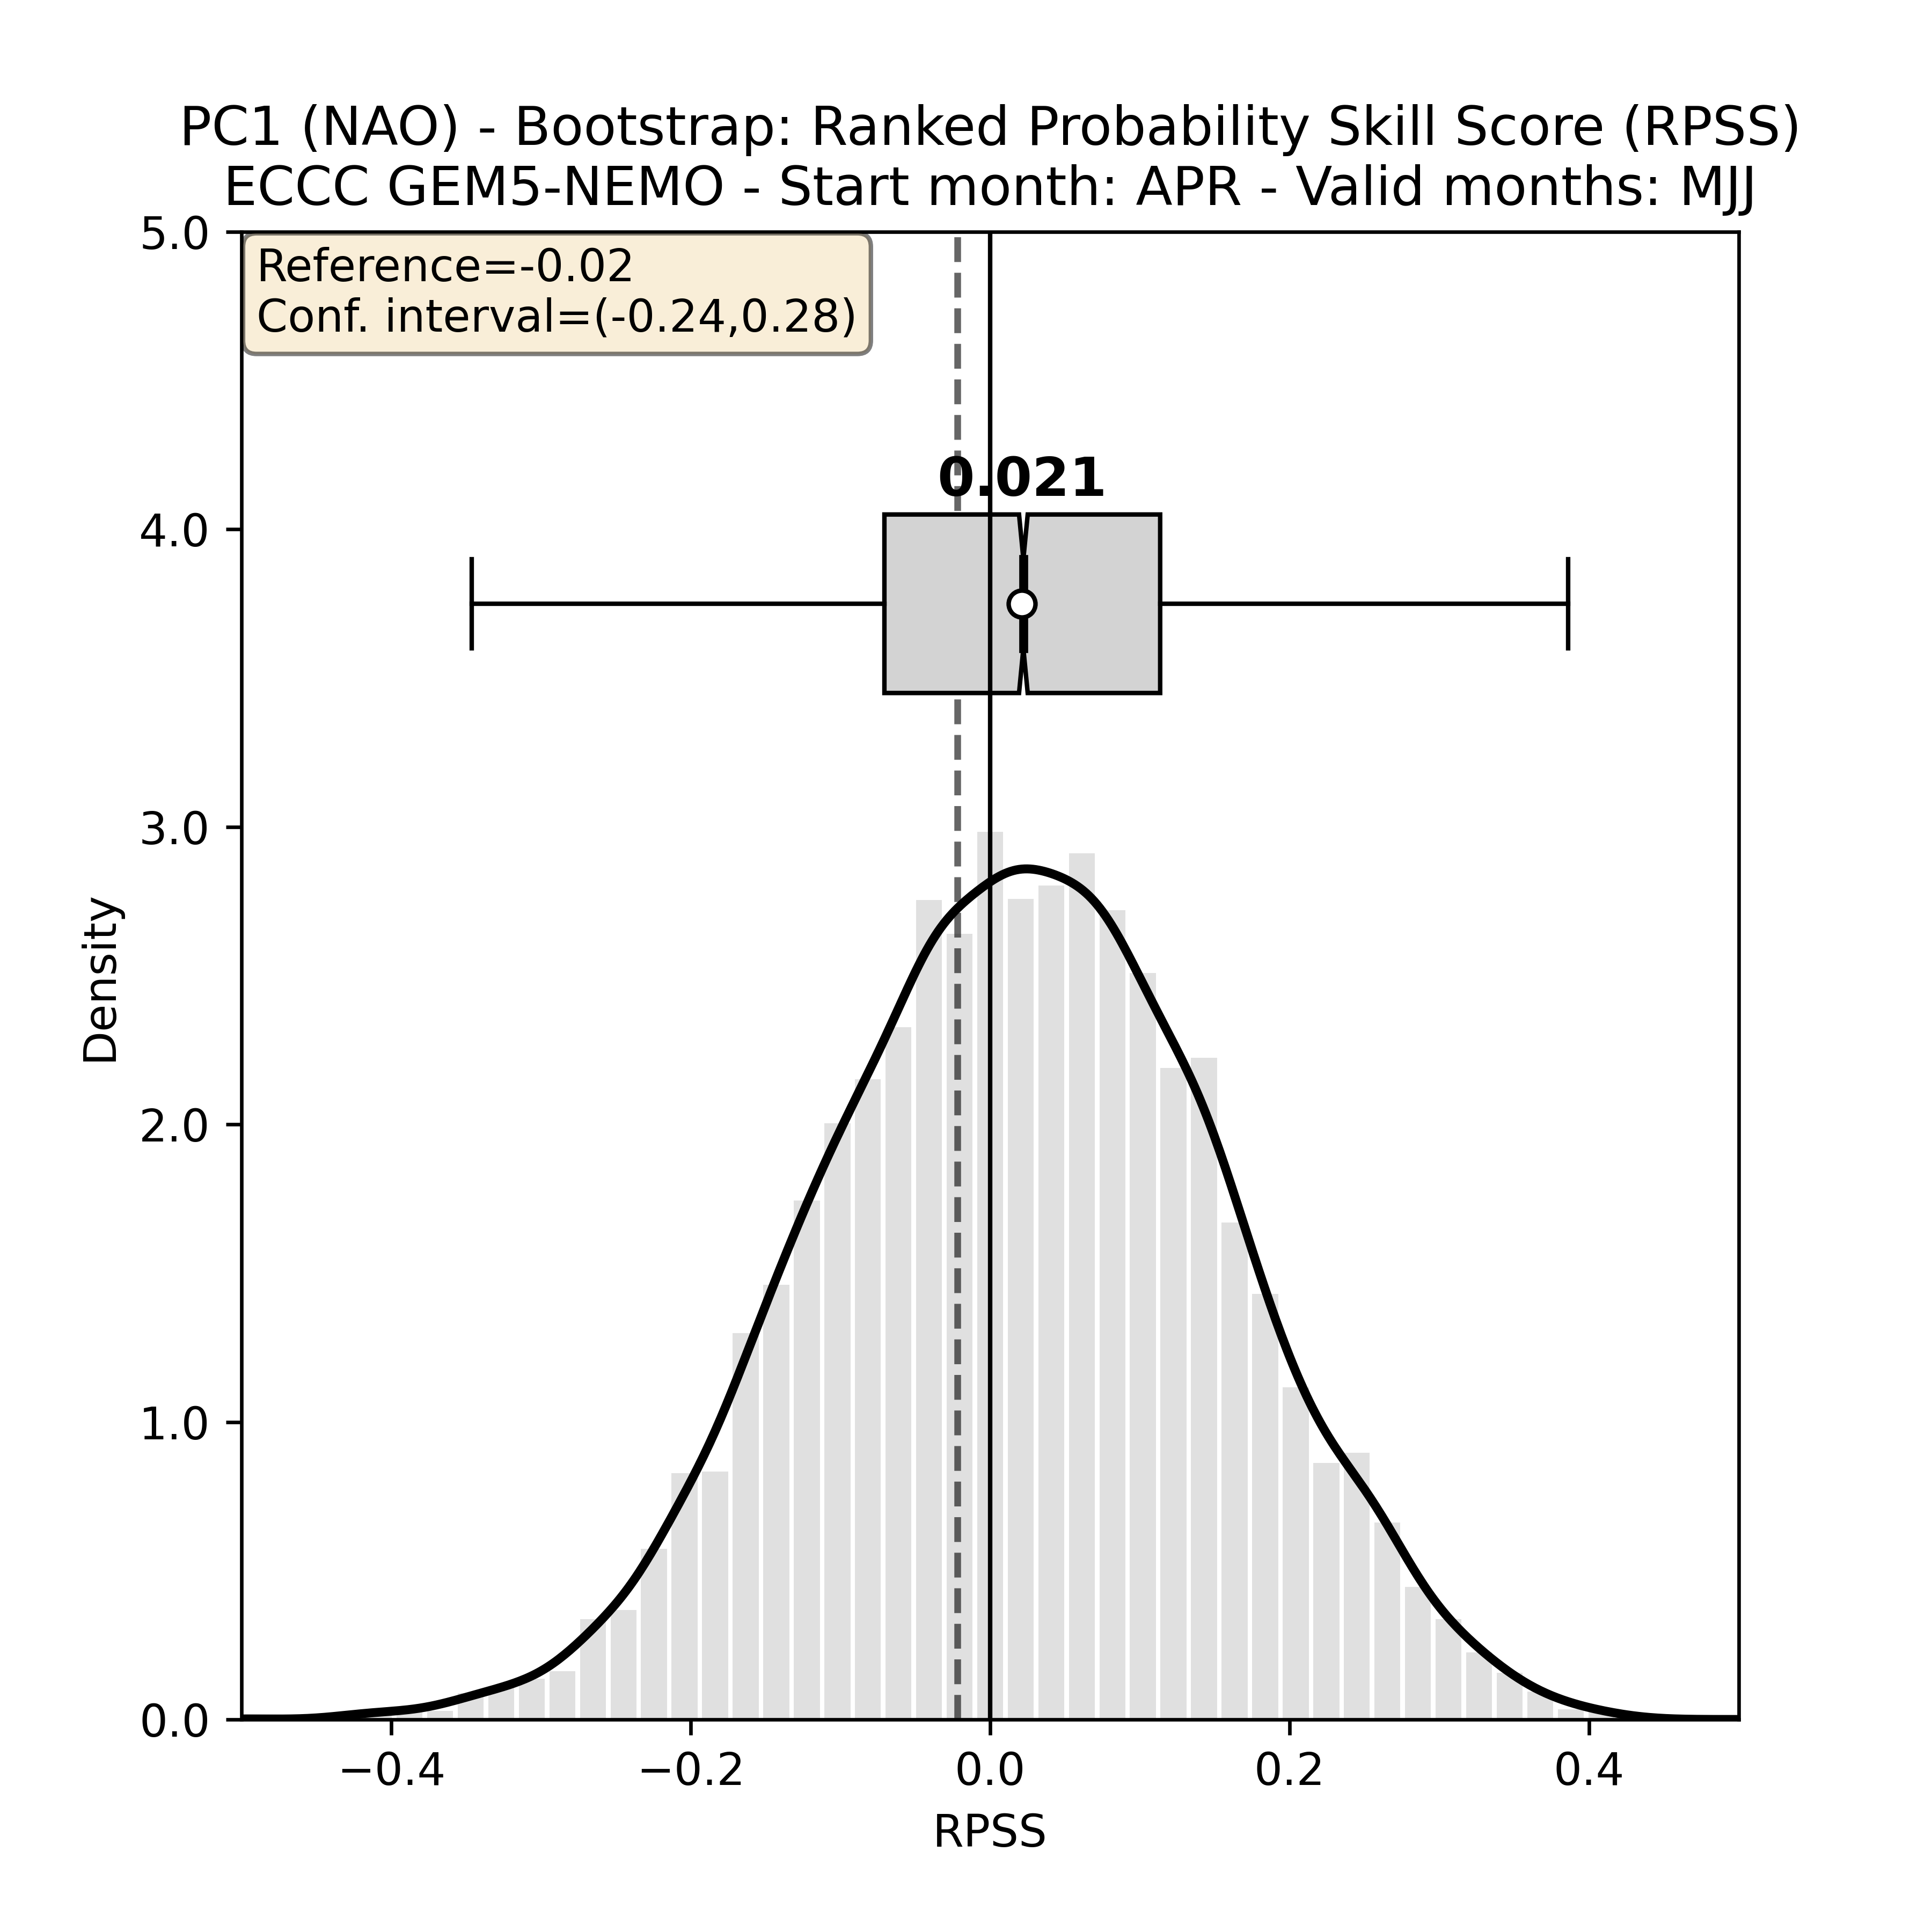 PC1 (NAO) - Bootstrap: Ranked Probability Skill Score (RPSS)
ECCC GEM5-NEMO - Start month: APR - Valid months: MJJ
5.0
Reference=-0.02
Conf. interval=(-0.24,0.28)
0.021
4.0
3.0
Density
2.0
1.0
0.0
−0.4
−0.2
0.0
0.2
0.4
RPSS